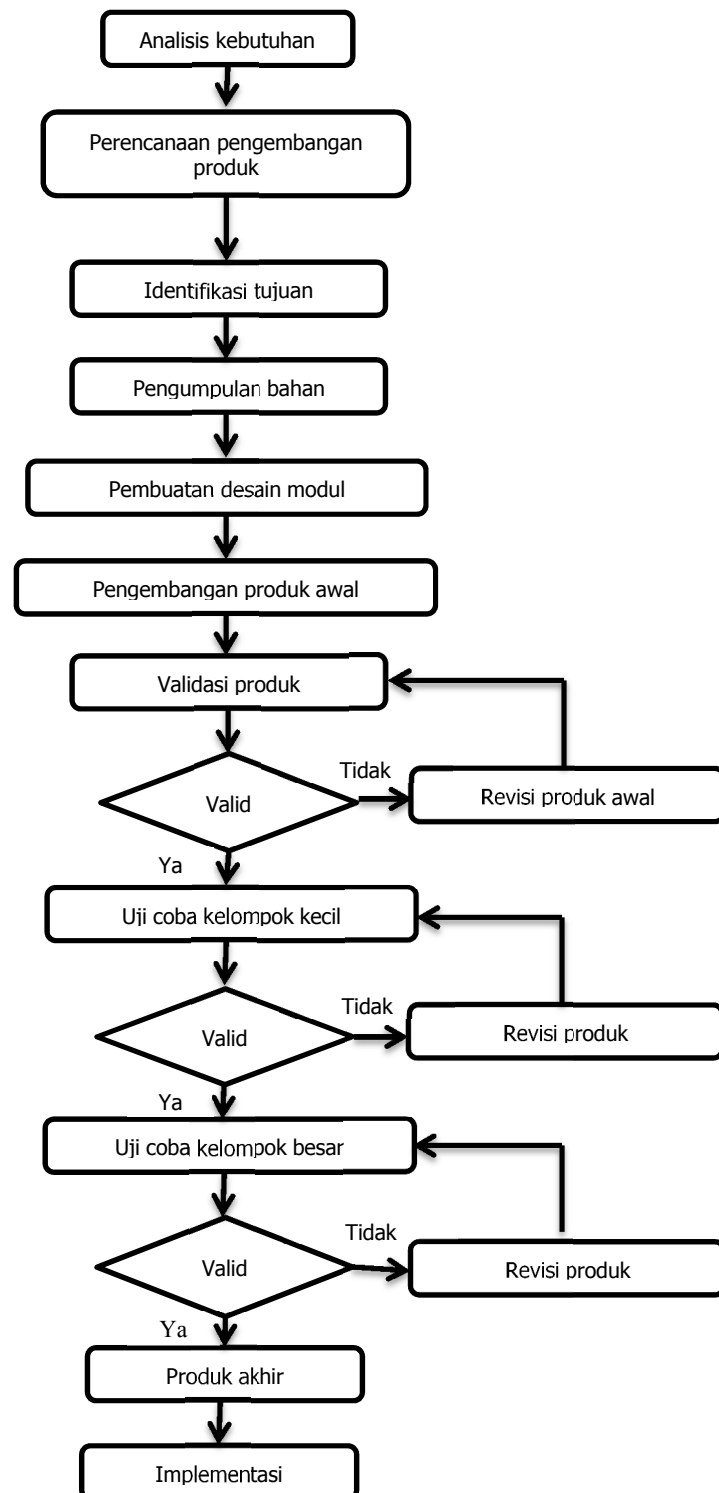 Analisis kebutuhan
Perencanaan pengembangan
produk
Identifikasi tujuan
Pengumpulan bahan
Pembuatan desain modul
Pengembangan produk awal
Validasi produk
Tidak
Valid
Revisi produk awal
Ya
Uji coba kelompok kecil
Tidak
Valid
Revisi produk
Ya
Uji coba kelompok besar
Tidak
Valid
Revisi produk
Ya
Produk akhir
Implementasi